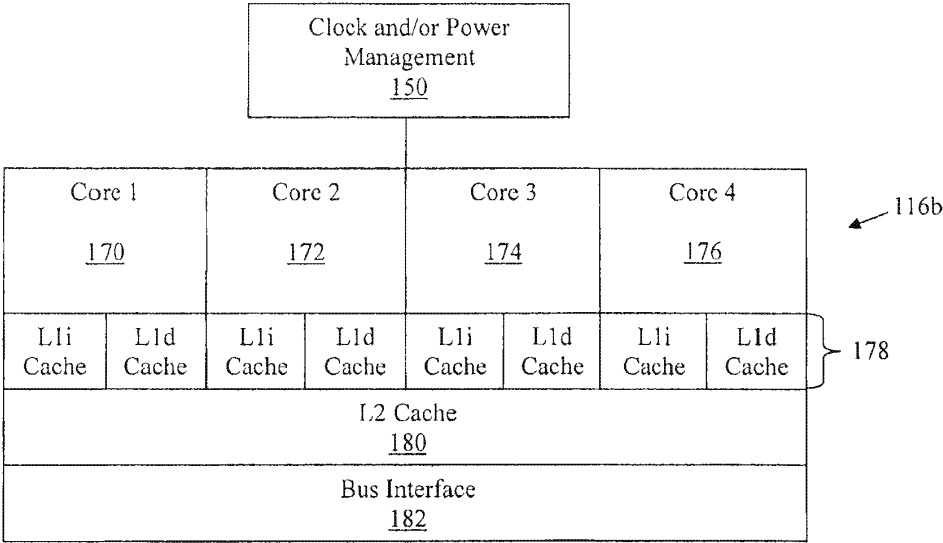 Clock and/or Power
Management
150
Core 1 Core 2 Core 3 Core 4
116b
170 172 174 176
L1i L1d L1i L1d L1i L1d L1i L1d
Cache Cache Cache Cache Cache Cache Cache Cache
178
L2 Cache
180
Bus Interface
182